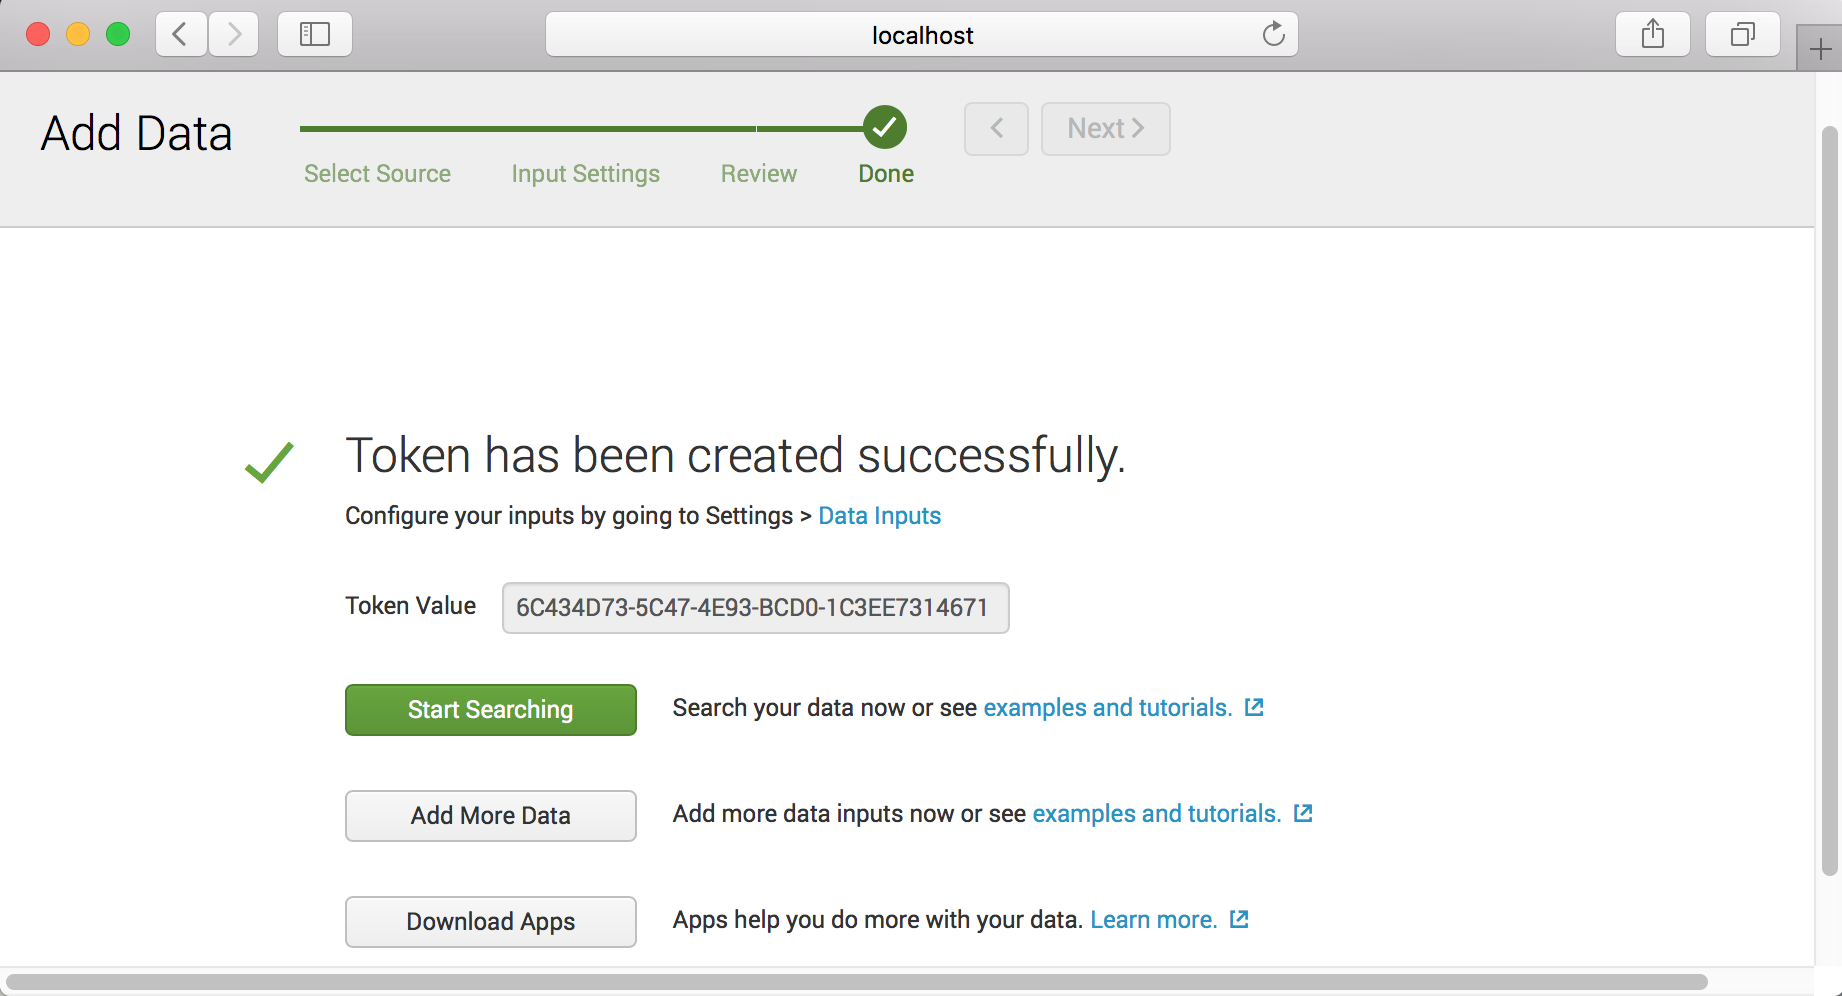 localhost
Add Data
Next
Select Source Input Settings Review Done
Token has been created successfully.
Configure your inputs by going to Settings > Data Inputs
Token Value 6C434D73-5C47-4E93-BCD0-1C3EE7314671
Start Searching Search your data now or see examples and tutorials.
Add More Data Add more data inputs now or see examples and tutorials.
Download Apps Apps help you do more with your data. Learn more.